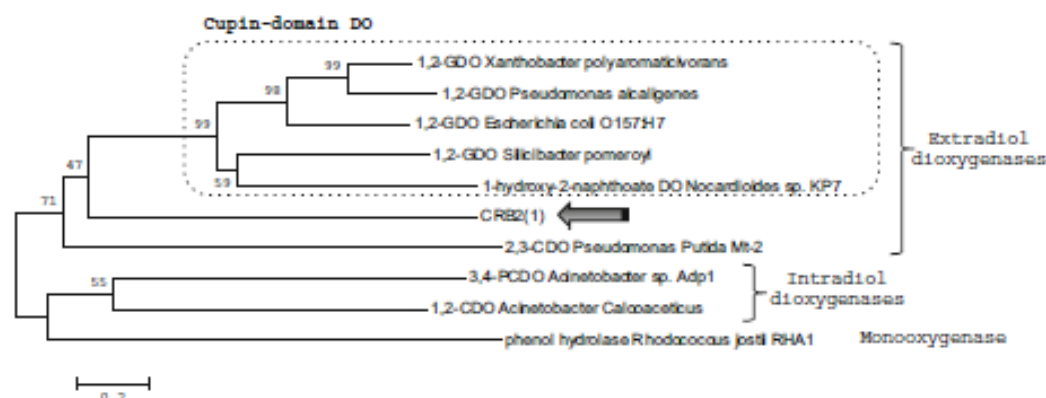 Cupin-domain DO
99
1,2-GDO Xanthobacter polyaromaticivorans
98
1,2-GDO Pseudomonas alcaligenes
99
1,2-GDO Escherichia coli O157:H7
Extradiol
dioxygenases
47
1,2-GDO Silicibacter pomeroyi
59
1-hydroxy-2-naphthoate DO Nocardioides sp. KP7
71
CRB2(1)
2,3-CDO Pseudomonas Putida Mt-2
55
3,4-PCDO Acinetobacter sp. Adp1
Intradiol
dioxygenases
1,2-CDO Acinetobacter Calcoaceticus
phenol hydrolase Rhodococcus jostii RHA1
Monooxygenase
0.2